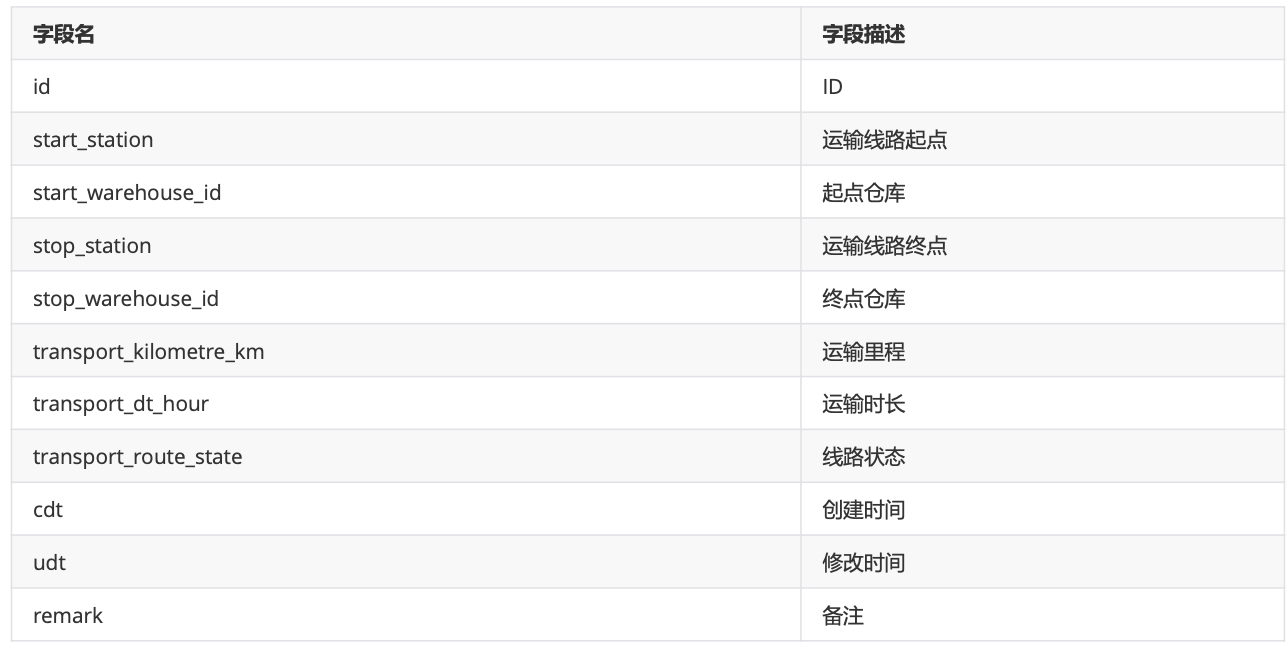 字段名 字段描述
id ID
start_station 运输线路起点
start_warehouse_id 起点仓库
stop_station 运输线路终点
stop_warehouse_id 终点仓库
transport_kilometre_km 运输里程
transport_dt_hour 运输时长
transport_route_state 线路状态
cdt 创建时间
udt 修改时间
remark 备注